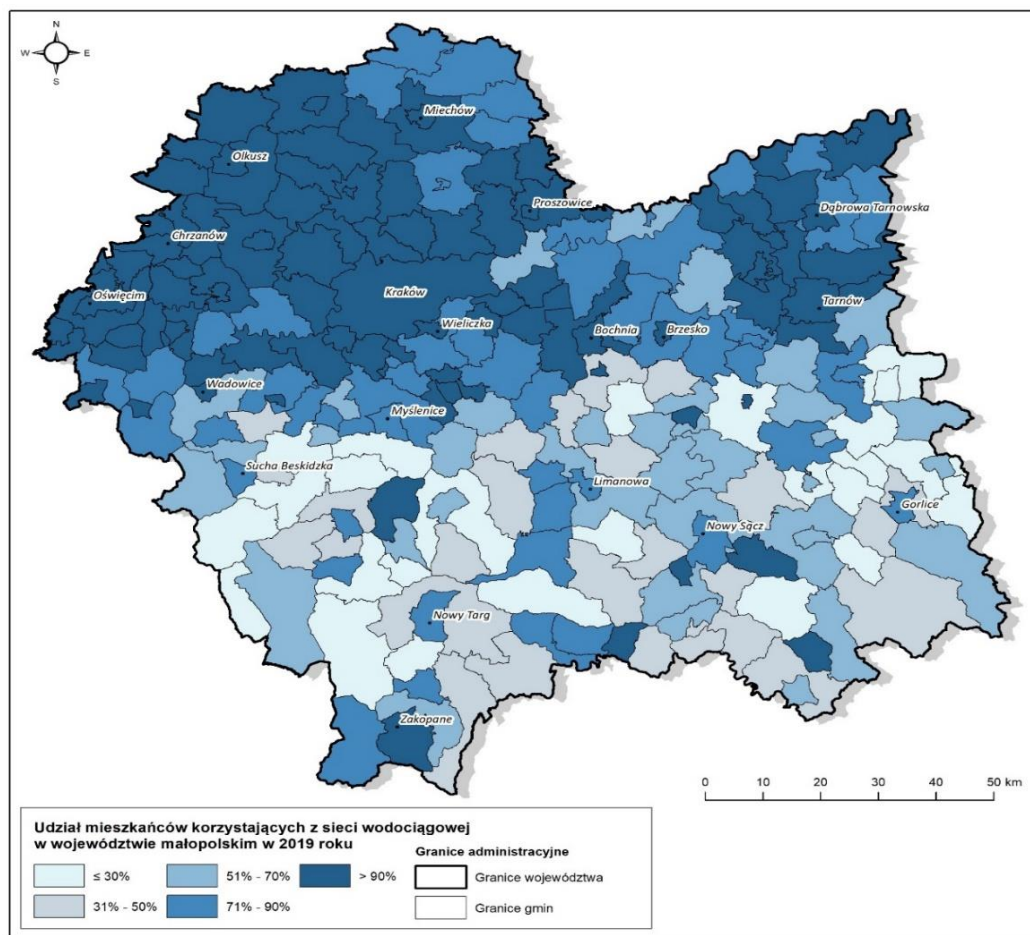 N
W E
S
Miechów
Olkusz
Proszowice
Dąbrowa Tarnowska
Chrzanów
Oświęcim
Kraków
Tarnów
Wieliczka
Bochnia
Brzesko
Wadowice
Myślenice
Sucha Beskidzka
Limanowa
Gorlice
Nowy Sącz
Nowy Targ
Zakopane
0 10 20 30 40 50 km
Udział mieszkańców korzystających z sieci wodociągowej
w województwie małopolskim w 2019 roku
Granice administracyjne
≤ 30% 51% - 70% > 90% Granice województwa
31% - 50% 71% - 90% Granice gmin